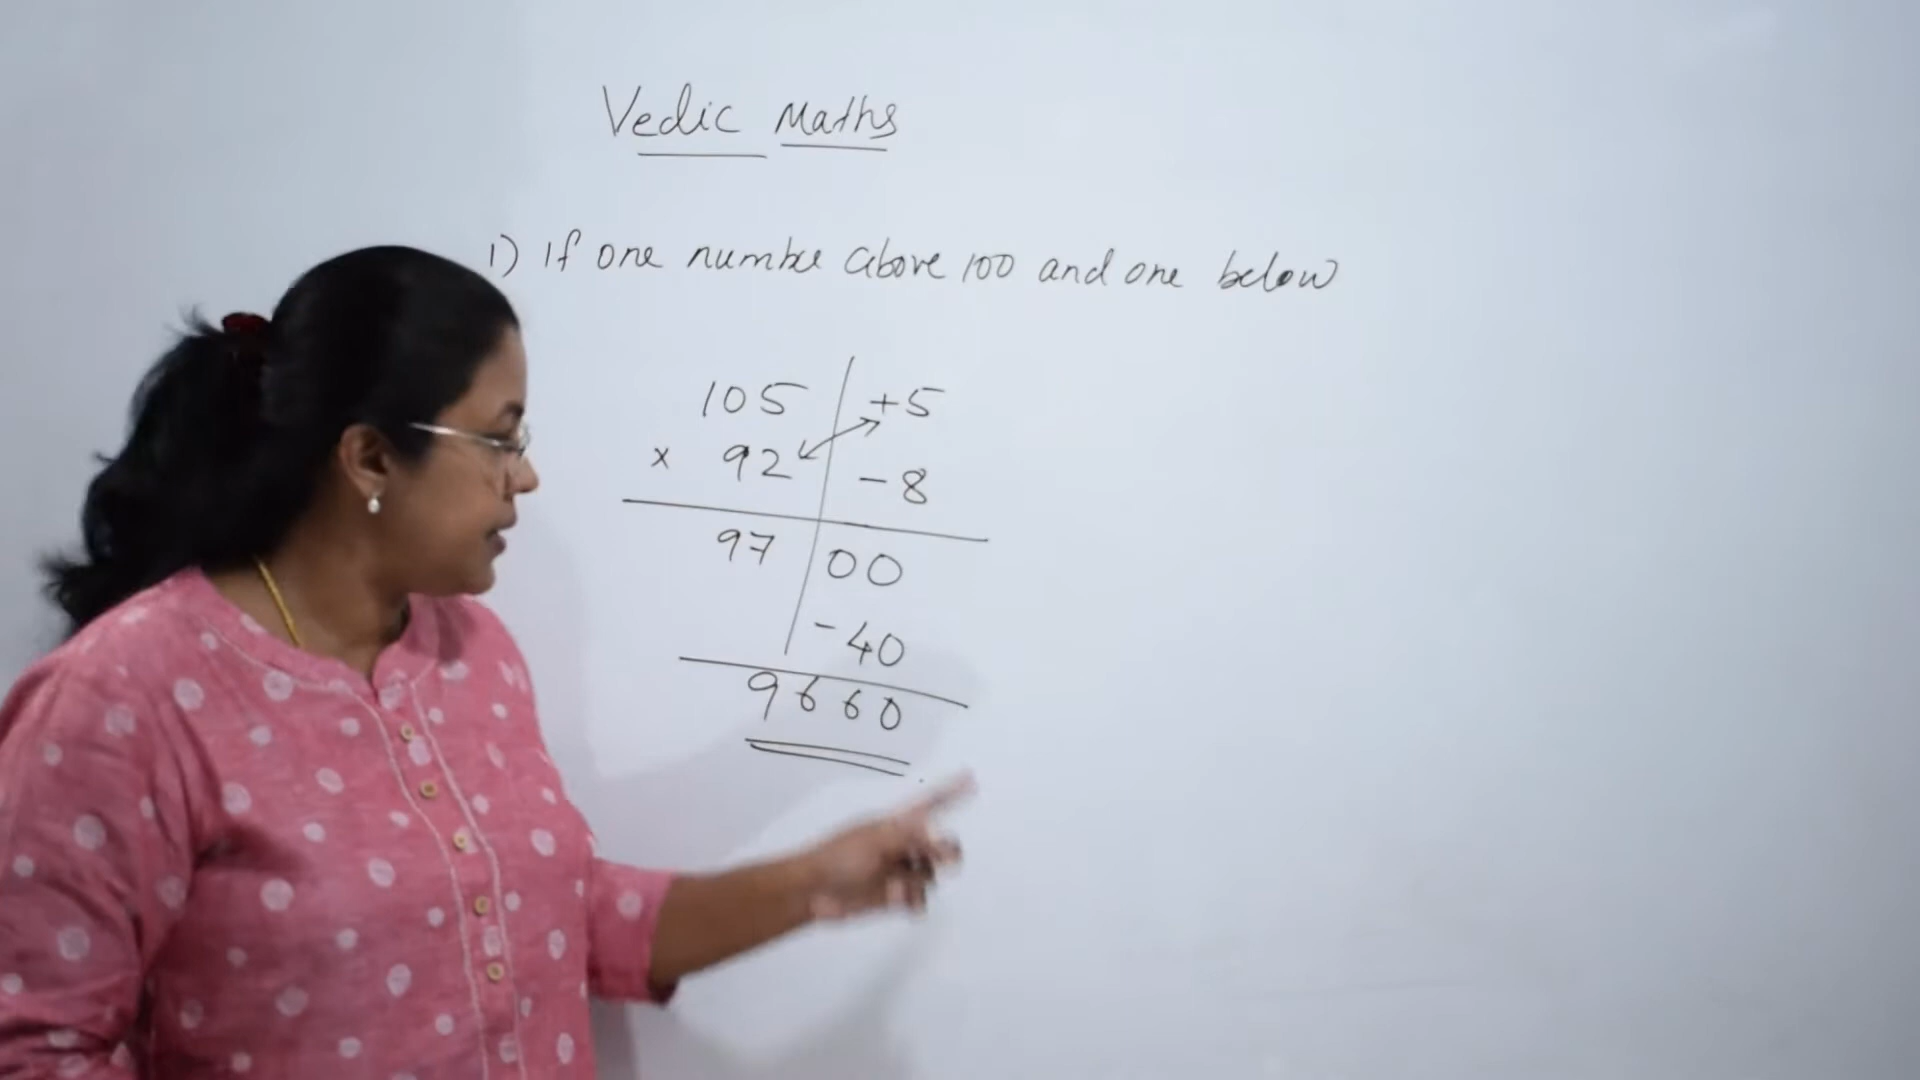 Vedic Maths
1) If one number above 100 and one below
105 +5
x 92 -8
97 00
-40
9660